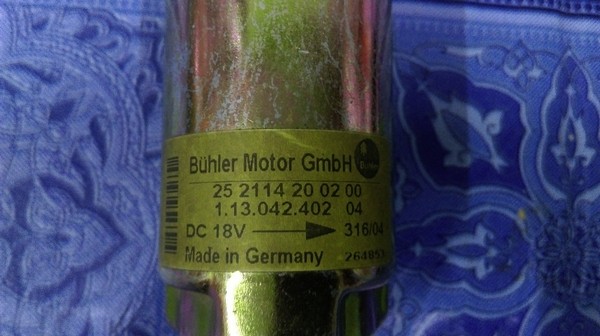 Bühler Motor GmbH
25 2114 20 02 00
1.13.042.402 04
DC 18V 316/04
Made in Germany 264853